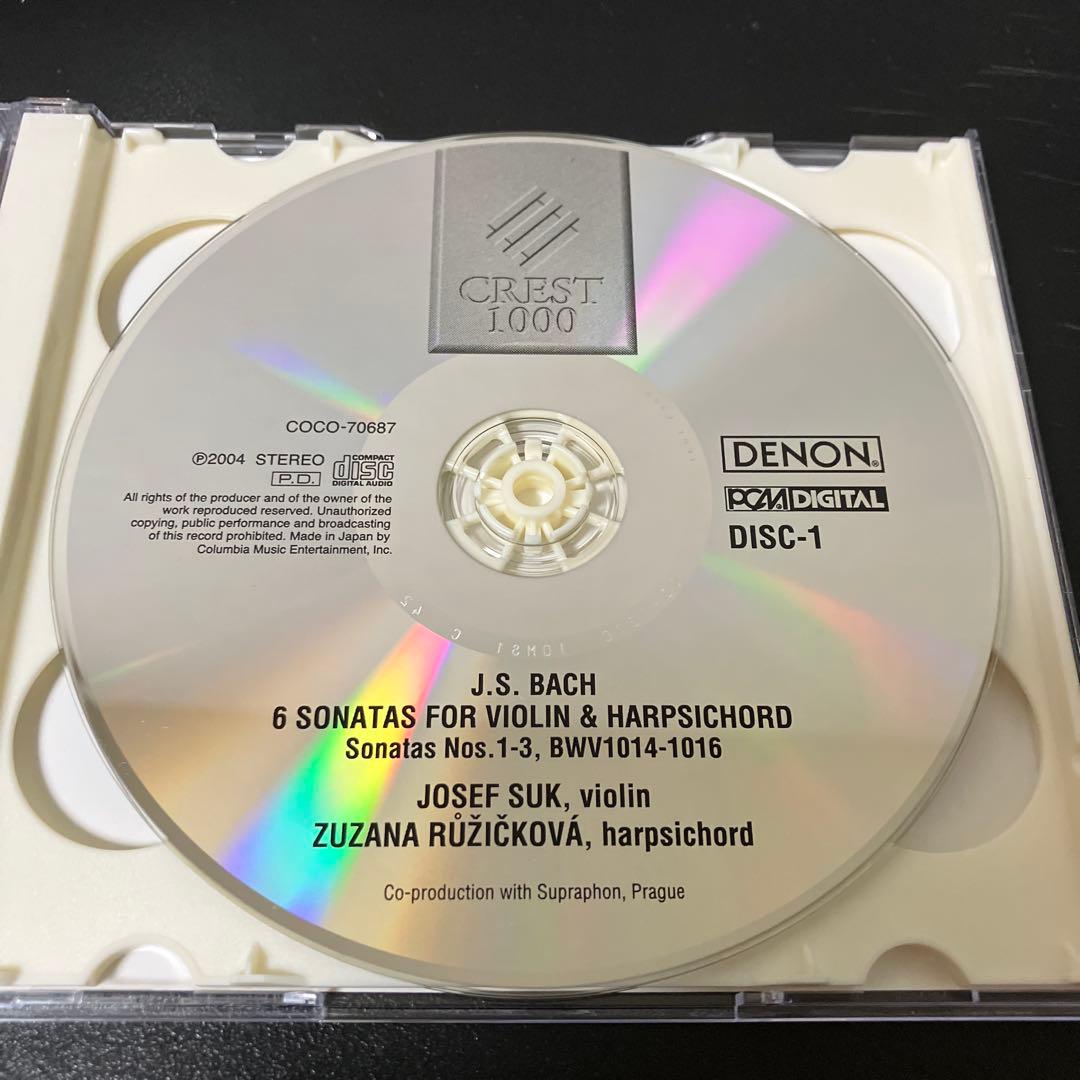 CREST
1000
COCO-70687
℗2004 STEREO
P.D.
COMPACT
disc
DIGITAL AUDIO
All rights of the producer and of the owner of the
work reproduced reserved. Unauthorized
copying, public performance and broadcasting
of this record prohibited. Made in Japan by
Columbia Music Entertainment, Inc.
DENON®
PCM DIGITAL
DISC-1
J.S. BACH
6 SONATAS FOR VIOLIN & HARPSICHORD
Sonatas Nos.1-3, BWV1014-1016
JOSEF SUK, violin
ZUZANA RŮŽIČKOVÁ, harpsichord
Co-production with Supraphon, Prague